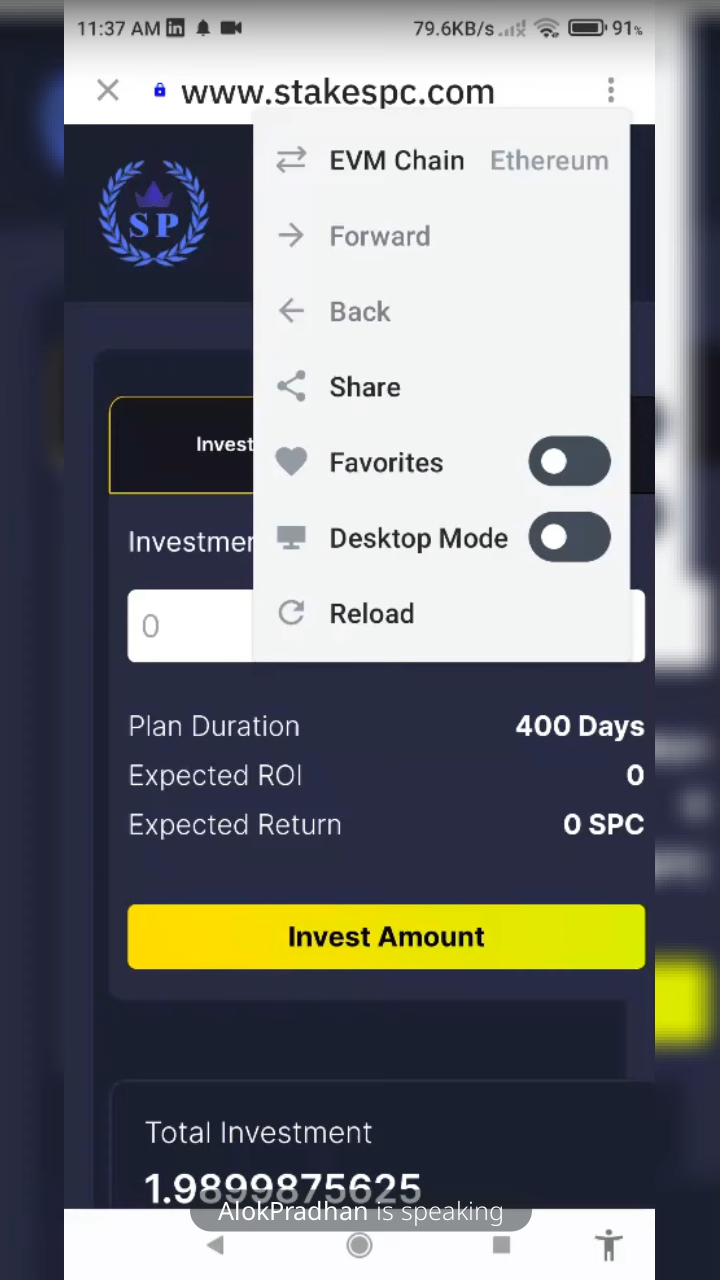 11:37 AM in 79.6KB/s 91%
www.stakespc.com
EVM Chain Ethereum
SP
Forward
Back
Share
Invest
Favorites
Desktop Mode
Reload
0
Plan Duration 400 Days
Expected ROI 0
Expected Return 0 SPC
Invest Amount
Total Investment
1.9899875625
AlokPradhan is speaking